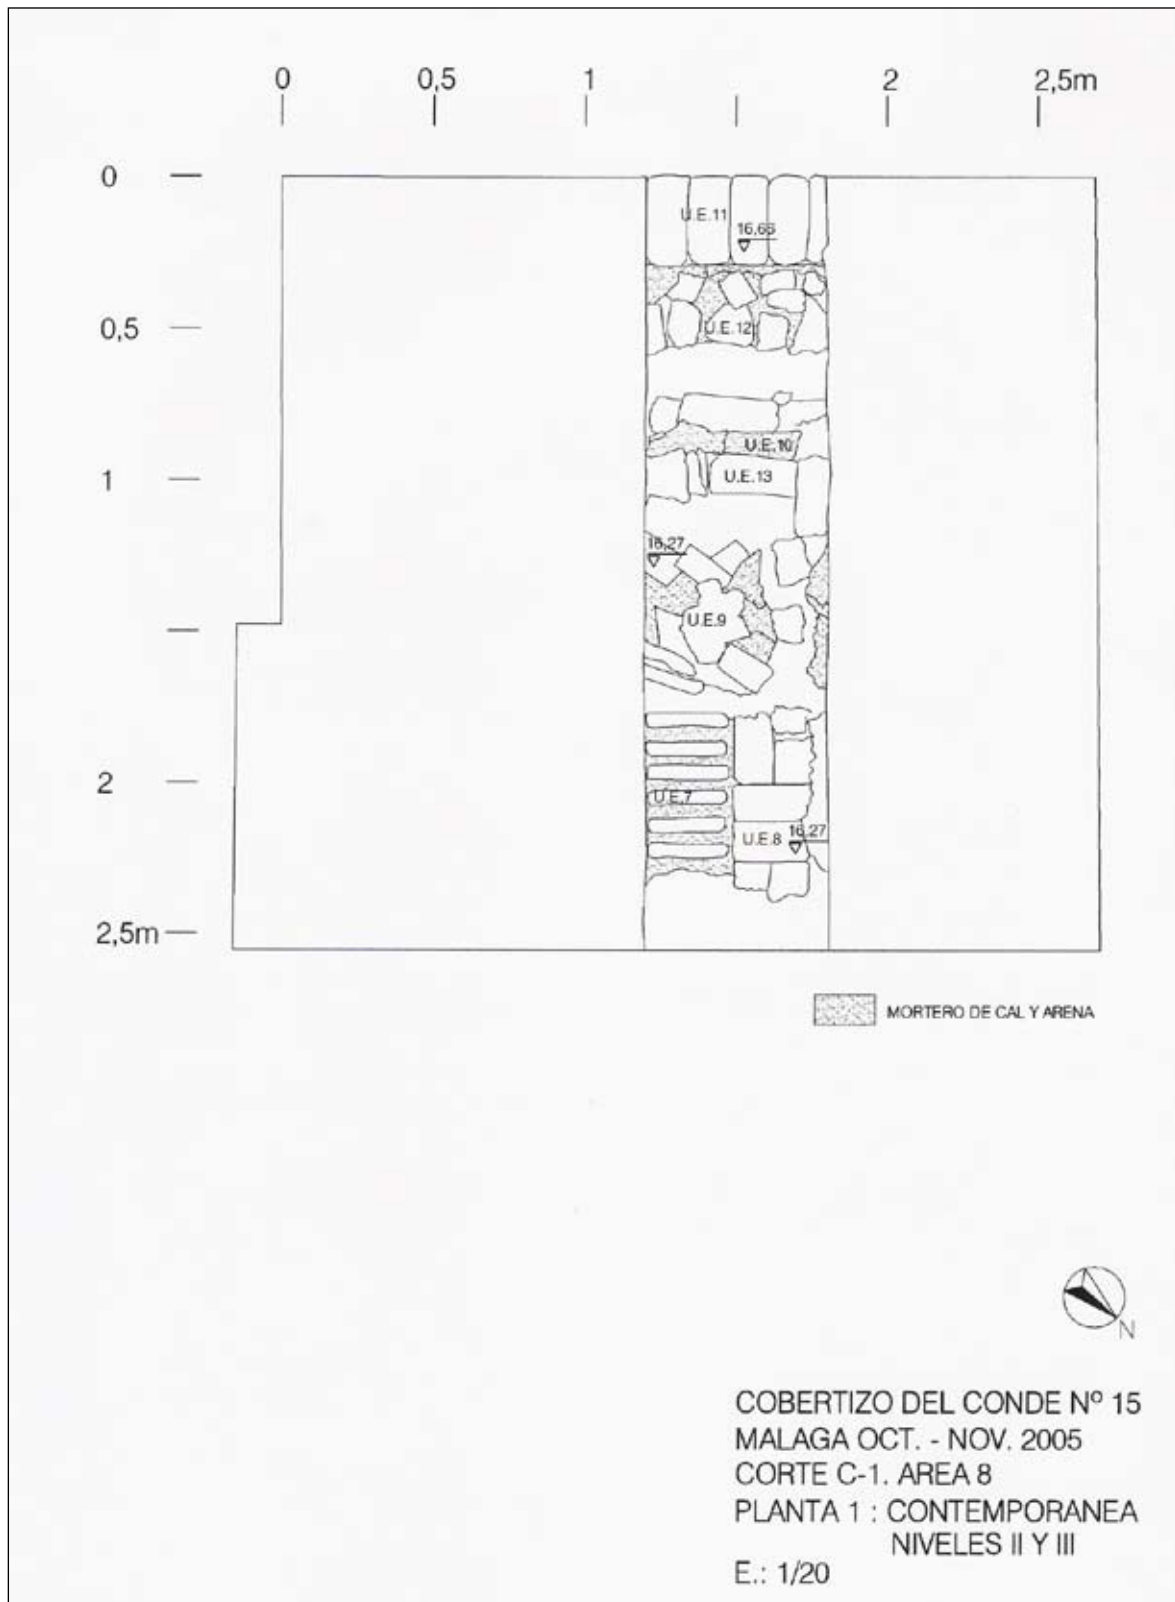 0 0,5 1 2 2,5m
0
0,5
1
2
2,5m
U.E.11
16,66
U.E.12
U.E.10
U.E.13
16,27
U.E.9
U.E.7
U.E.8 16,27
MORTERO DE CAL Y ARENA
N
COBERTIZO DEL CONDE Nº 15
MALAGA OCT. - NOV. 2005
CORTE C-1. AREA 8
PLANTA 1 : CONTEMPORANEA
NIVELES II Y III
E.: 1/20